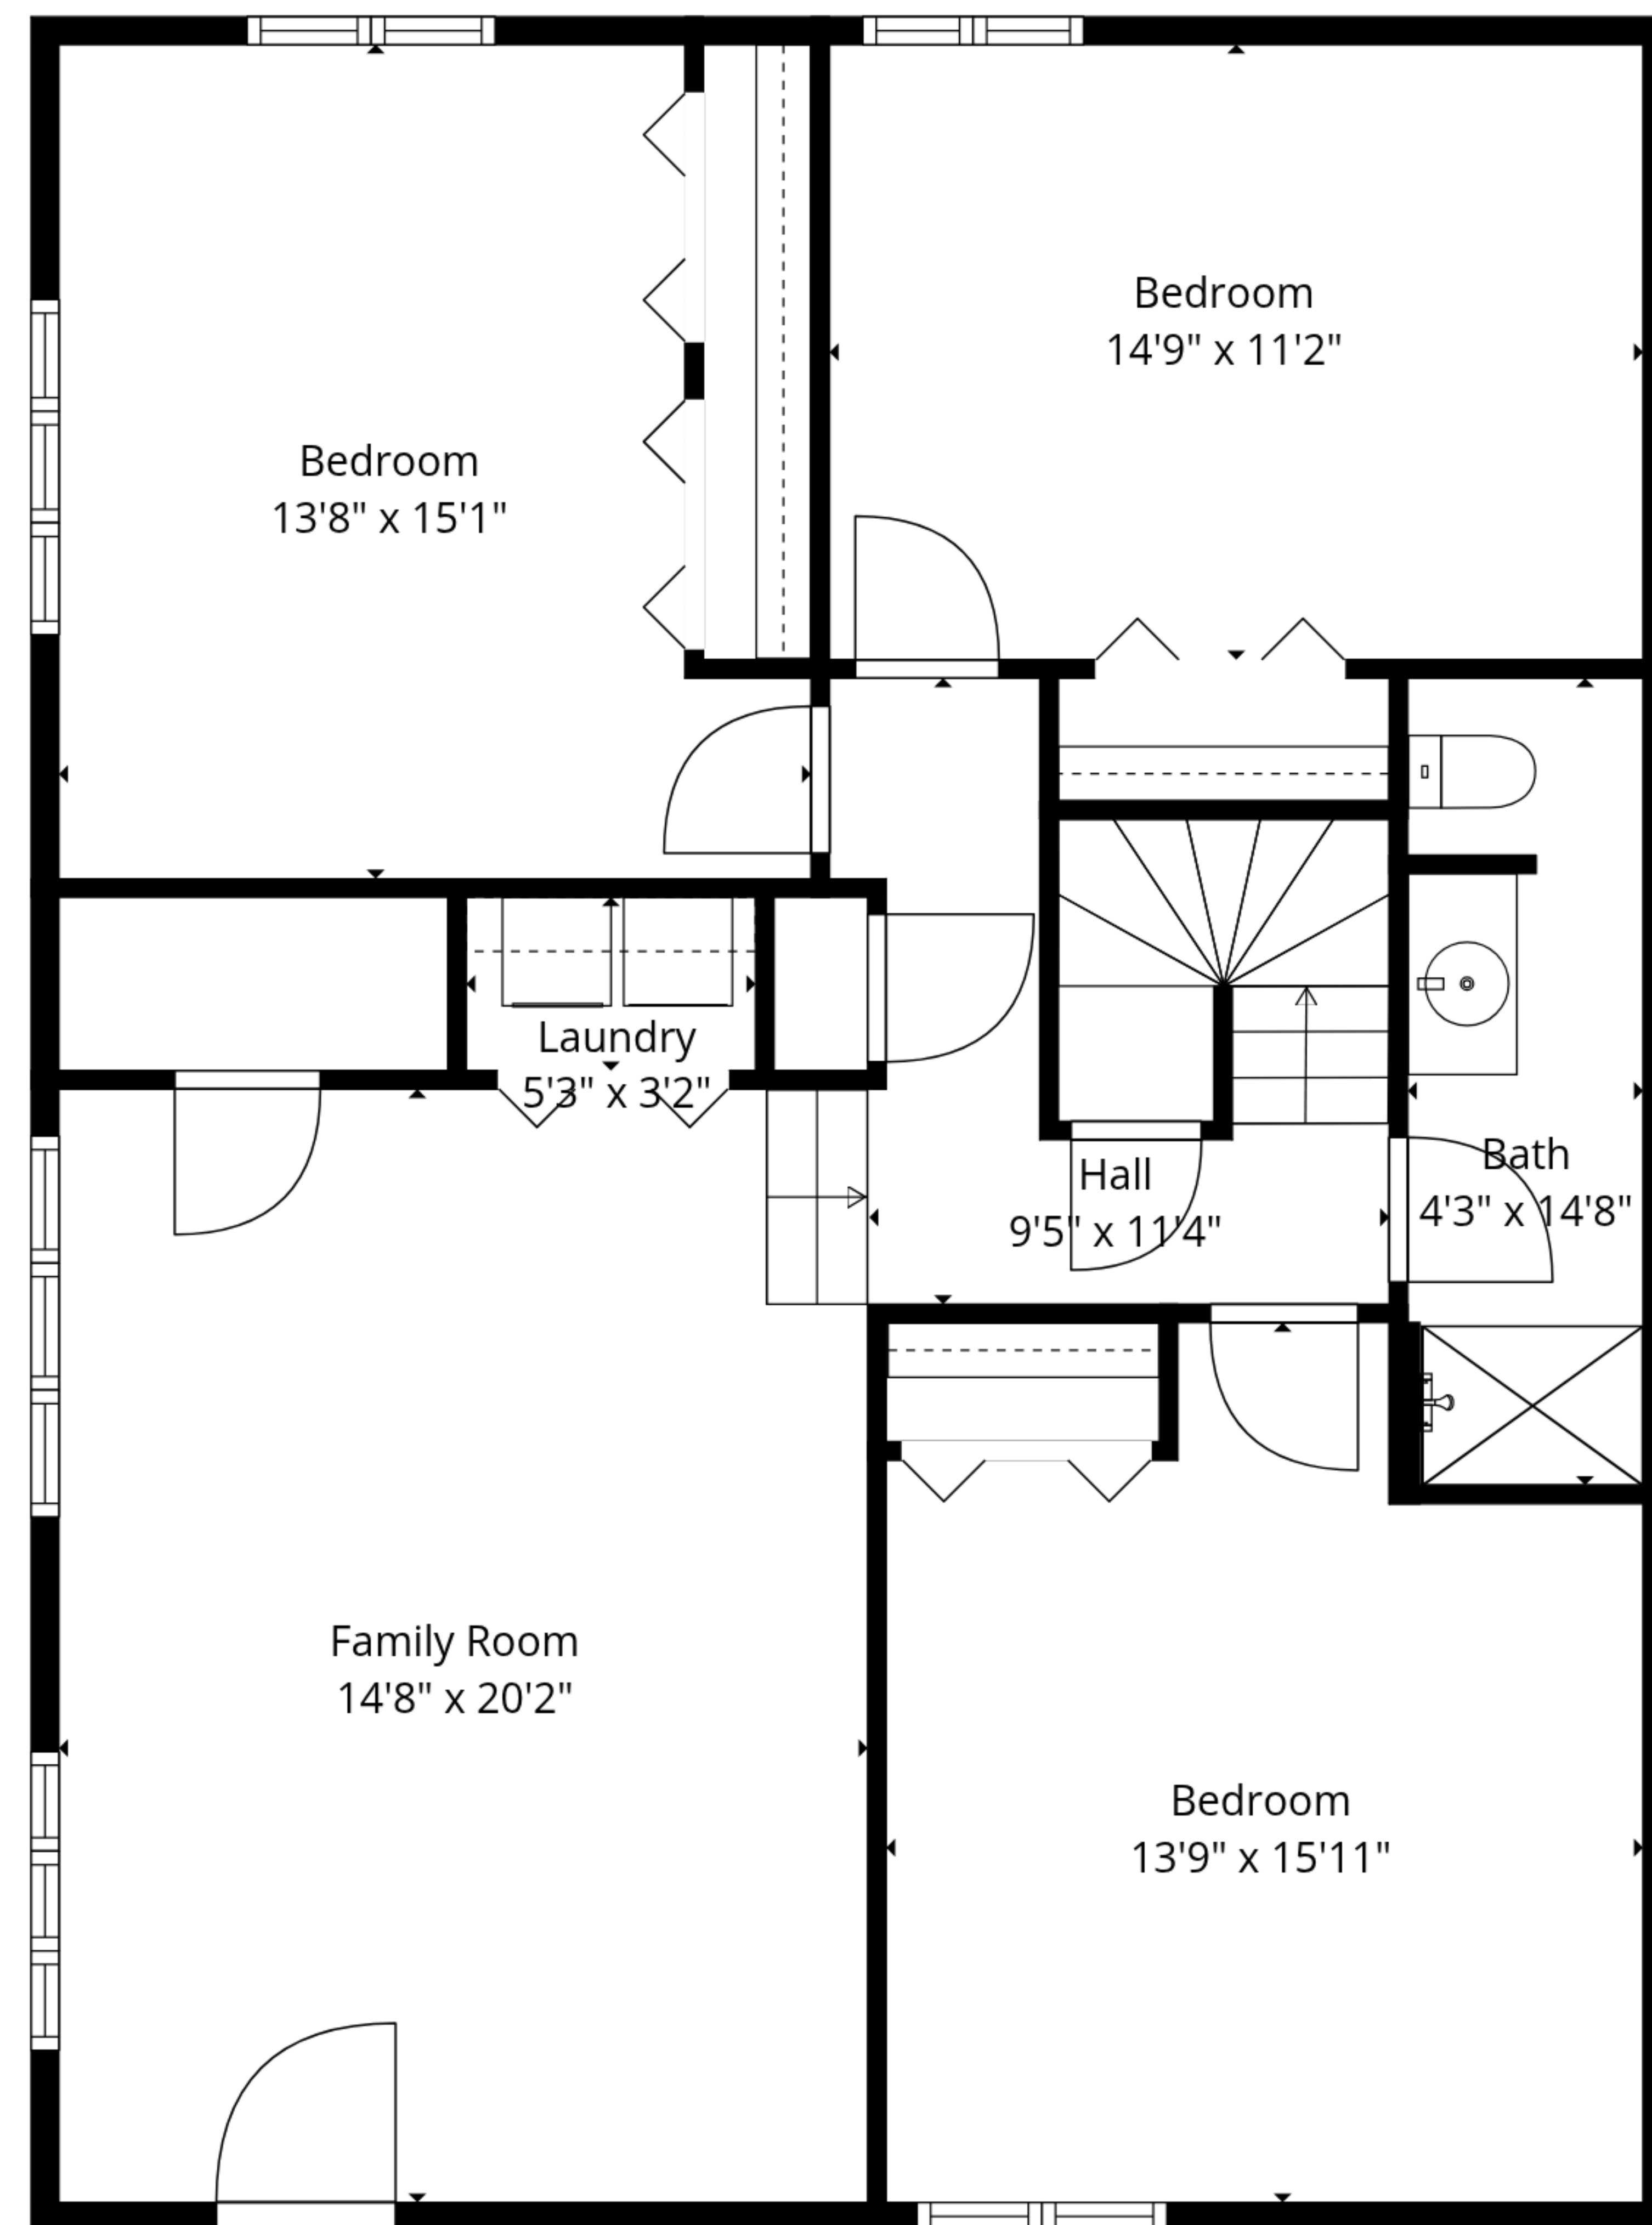 Bedroom
14'9" x 11'2"
Bedroom
13'8" x 15'1"
Laundry
5'3" x 3'2"
Hall
9'5" x 11'4"
Bath
4'3" x 14'8"
Family Room
14'8" x 20'2"
Bedroom
13'9" x 15'11"